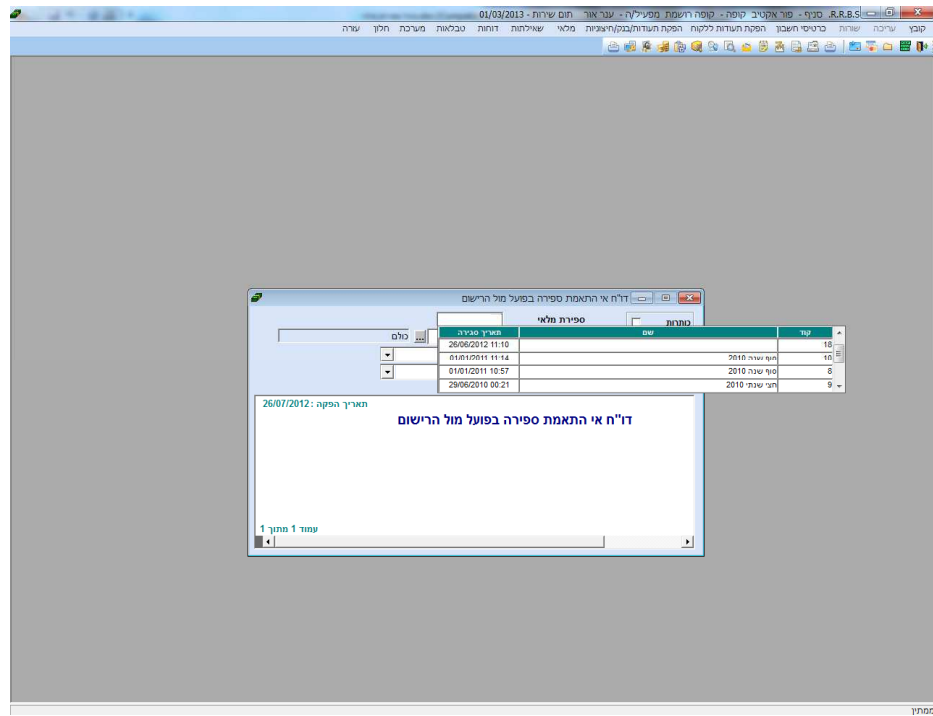 R.R.B.S. סניף - פור אקטיב קופה - קופה רושמת מפעיל/ה - ענר אור תום שירות - 01/03/2013
קובץ עריכה שורות כרטיסי חשבון הפקת תעודות ללקוח הפקת תעודות/בנק/חיצוניות מלאי שאילתות דוחות טבלאות מערכת חלון עזרה
דו"ח אי התאמת ספירה בפועל מול הרישום
כותרות ספירת מלאי
... כולם
קוד שם תאריך סגירה
18 26/06/2012 11:10
10 סוף שנה 2010 01/01/2011 11:14
8 סוף שנה 2010 01/01/2011 10:57
9 חצי שנתי 2010 29/06/2010 00:21
תאריך הפקה : 26/07/2012
דו"ח אי התאמת ספירה בפועל מול הרישום
עמוד 1 מתוך 1
ממתין